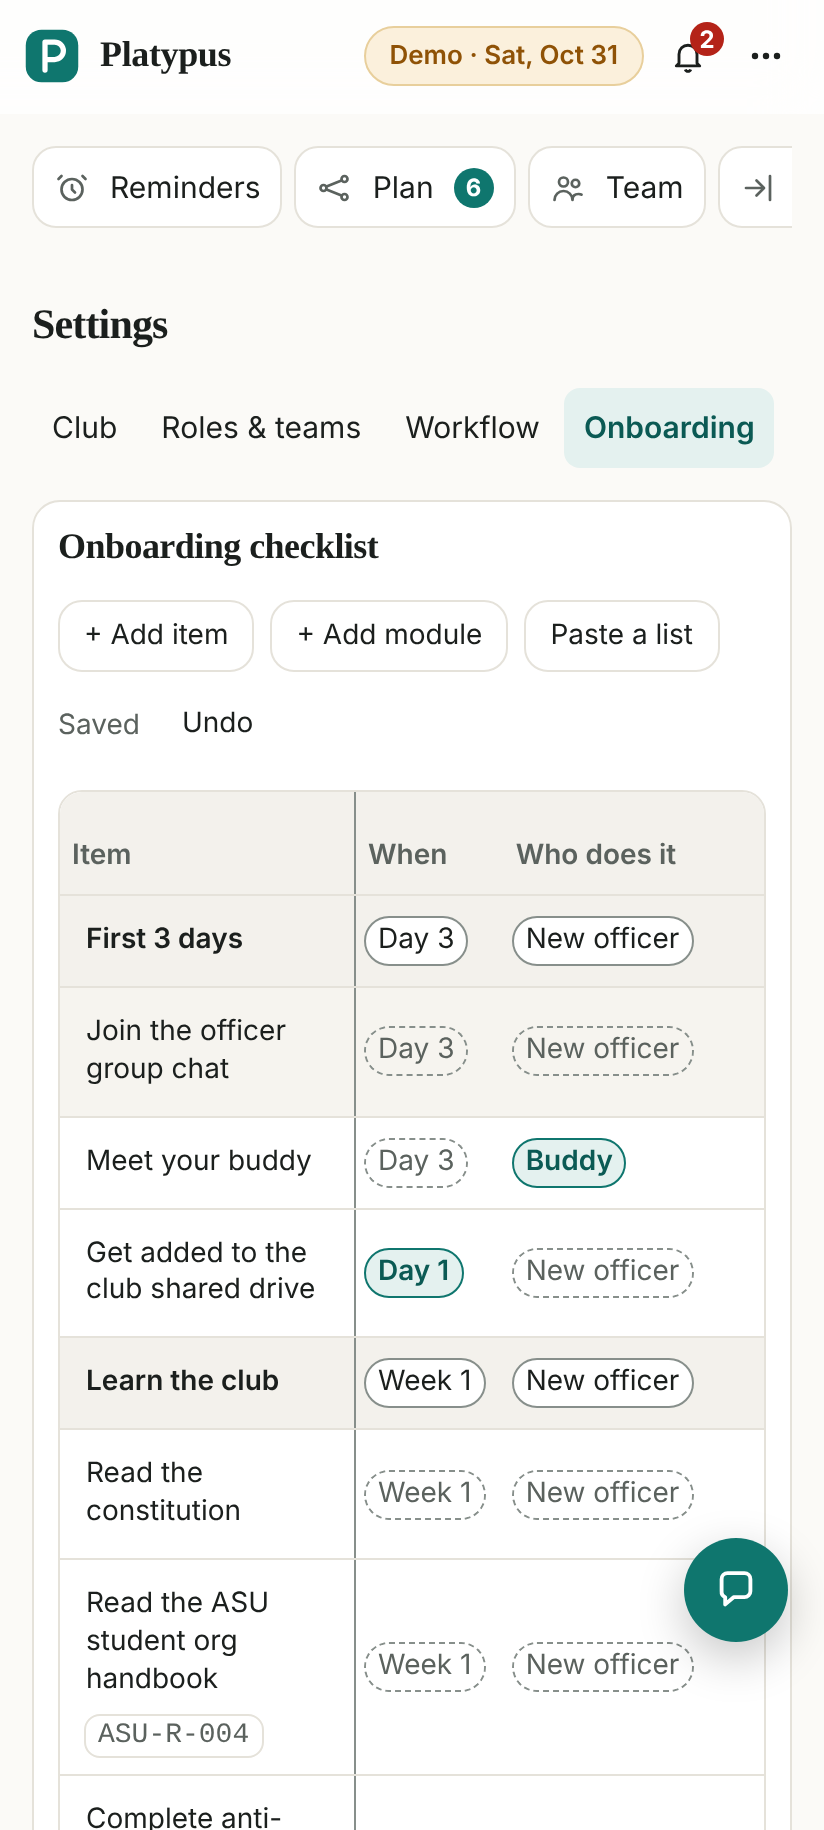 P Platypus Demo · Sat, Oct 31 2
Reminders Plan 6 Team
Settings
Club Roles & teams Workflow Onboarding
Onboarding checklist
+ Add item + Add module Paste a list
Saved Undo
Item When Who does it
First 3 days Day 3 New officer
Join the officer
group chat
Day 3 New officer
Meet your buddy Day 3 Buddy
Get added to the
club shared drive
Day 1 New officer
Learn the club Week 1 New officer
Read the
constitution
Week 1 New officer
Read the ASU
student org
handbook
Week 1 New officer
ASU-R-004
Complete anti-